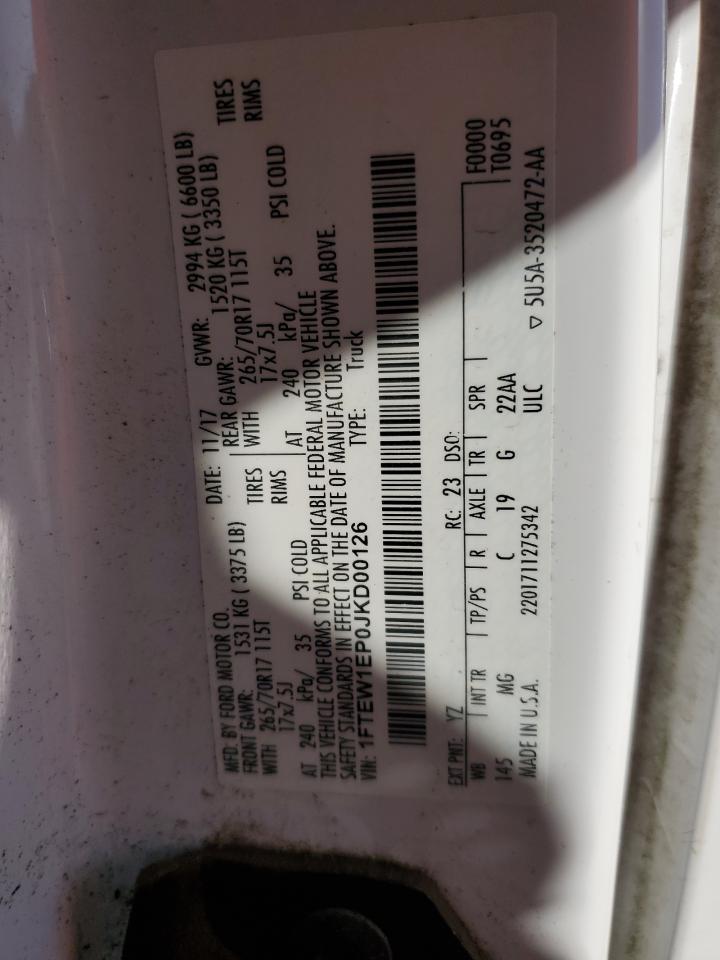 MFD. BY FORD MOTOR CO.
DATE: 11/17
GVWR: 2994 KG ( 6600 LB)
FRONT GAWR: 1531 KG ( 3375 LB)
REAR GAWR: 1520 KG ( 3350 LB)
WITH 265/70R17 115T TIRES
WITH 265/70R17 115T TIRES
17x7.5J RIMS
17x7.5J RIMS
AT 240 kPa/ 35 PSI COLD
AT 240 kPa/ 35 PSI COLD
THIS VEHICLE CONFORMS TO ALL APPLICABLE FEDERAL MOTOR VEHICLE
SAFETY STANDARDS IN EFFECT ON THE DATE OF MANUFACTURE SHOWN ABOVE.
VIN: 1FTEW1EP0JKD00126 TYPE: Truck
EXT PNT: YZ RC: 23 DSO: F0000
WB INT TR TP/PS R AXLE TR SPR T0695
145 MG C 19 G 22AA
MADE IN U.S.A. 2201711275342 ULC
▽ 5U5A-3520472-AA